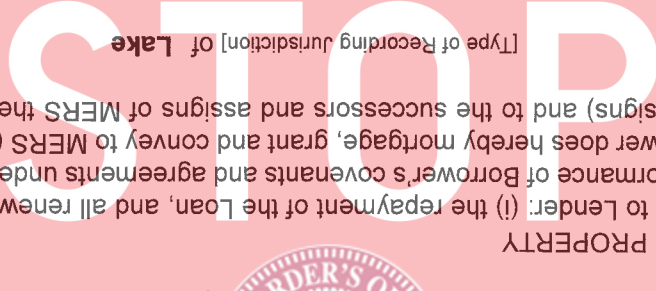 STOP
PROPERTY
to Lender: (i) the repayment of the Loan, and all renew
ormance of Borrower's covenants and agreements unde
wer does hereby mortgage, grant and convey to MERS (
signs) and to the successors and assigns of MERS the
[Type of Recording Jurisdiction] of Lake
RDER'S O